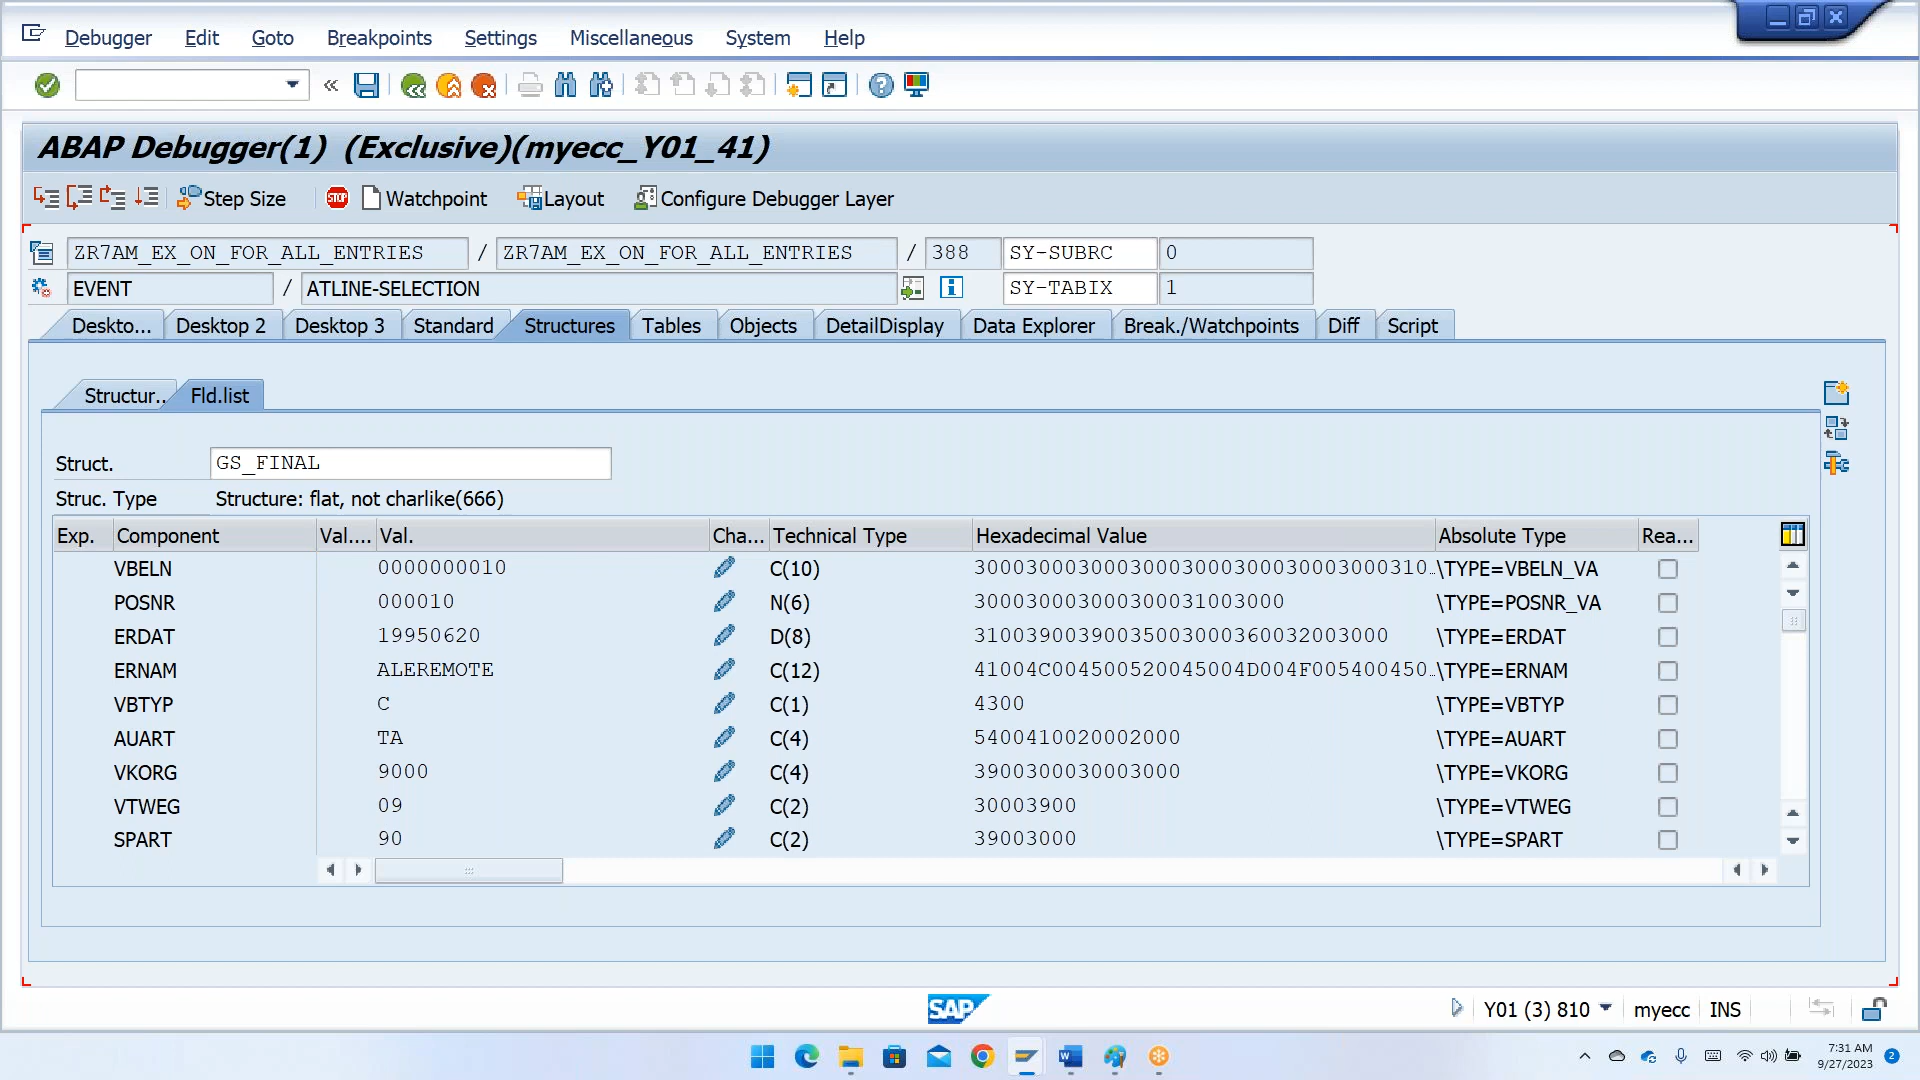 Debugger Edit Goto Breakpoints Settings Miscellaneous System Help
ABAP Debugger(1) (Exclusive)(myecc_Y01_41)
Step Size STOP Watchpoint Layout Configure Debugger Layer
ZR7AM_EX_ON_FOR_ALL_ENTRIES / ZR7AM_EX_ON_FOR_ALL_ENTRIES / 388 SY-SUBRC 0
EVENT / ATLINE-SELECTION SY-TABIX 1
Deskto... Desktop 2 Desktop 3 Standard Structures Tables Objects DetailDisplay Data Explorer Break./Watchpoints Diff Script
Structur.. Fld.list
Struct. GS_FINAL
Struc. Type Structure: flat, not charlike(666)
Exp. Component Val.... Val. Cha... Technical Type Hexadecimal Value Absolute Type Rea...
VBELN 0000000010 C(10) 300030003000300030003000300030003100.. \TYPE=VBELN_VA
POSNR 000010 N(6) 300030003000300031003000 \TYPE=POSNR_VA
ERDAT 19950620 D(8) 31003900390035003000360032003000 \TYPE=ERDAT
ERNAM ALEREMOTE C(12) 41004C004500520045004D004F005400450.. \TYPE=ERNAM
VBTYP C C(1) 4300 \TYPE=VBTYP
AUART TA C(4) 5400410020002000 \TYPE=AUART
VKORG 9000 C(4) 3900300030003000 \TYPE=VKORG
VTWEG 09 C(2) 30003900 \TYPE=VTWEG
SPART 90 C(2) 39003000 \TYPE=SPART
SAP
Y01 (3) 810 myecc INS
7:31 AM
9/27/2023 2